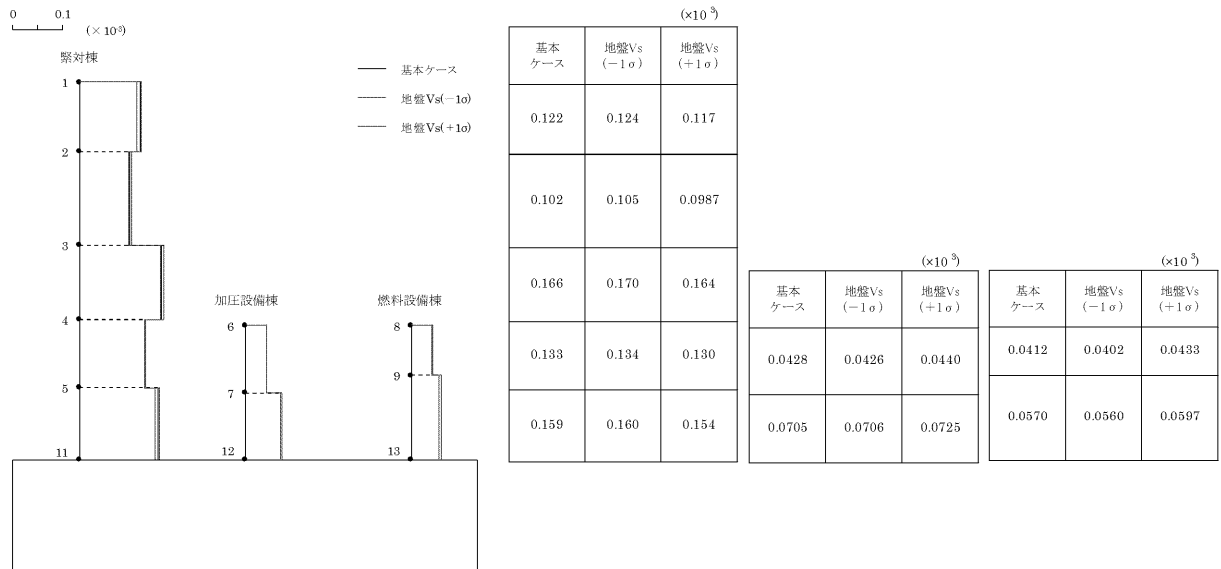 0 0.1
(×10⁻³)
緊対棟
基本ケース
地盤Vs(−1σ)
地盤Vs(+1σ)
1
2
3
4
5
11
加圧設備棟
6
7
12
燃料設備棟
8
9
13
(×10⁻³)
基本 地盤Vs 地盤Vs
ケース (−1σ) (+1σ)
0.122 0.124 0.117
0.102 0.105 0.0987
0.166 0.170 0.164
0.133 0.134 0.130
0.159 0.160 0.154
(×10⁻³)
基本 地盤Vs 地盤Vs
ケース (−1σ) (+1σ)
0.0428 0.0426 0.0440
0.0705 0.0706 0.0725
(×10⁻³)
基本 地盤Vs 地盤Vs
ケース (−1σ) (+1σ)
0.0412 0.0402 0.0433
0.0570 0.0560 0.0597